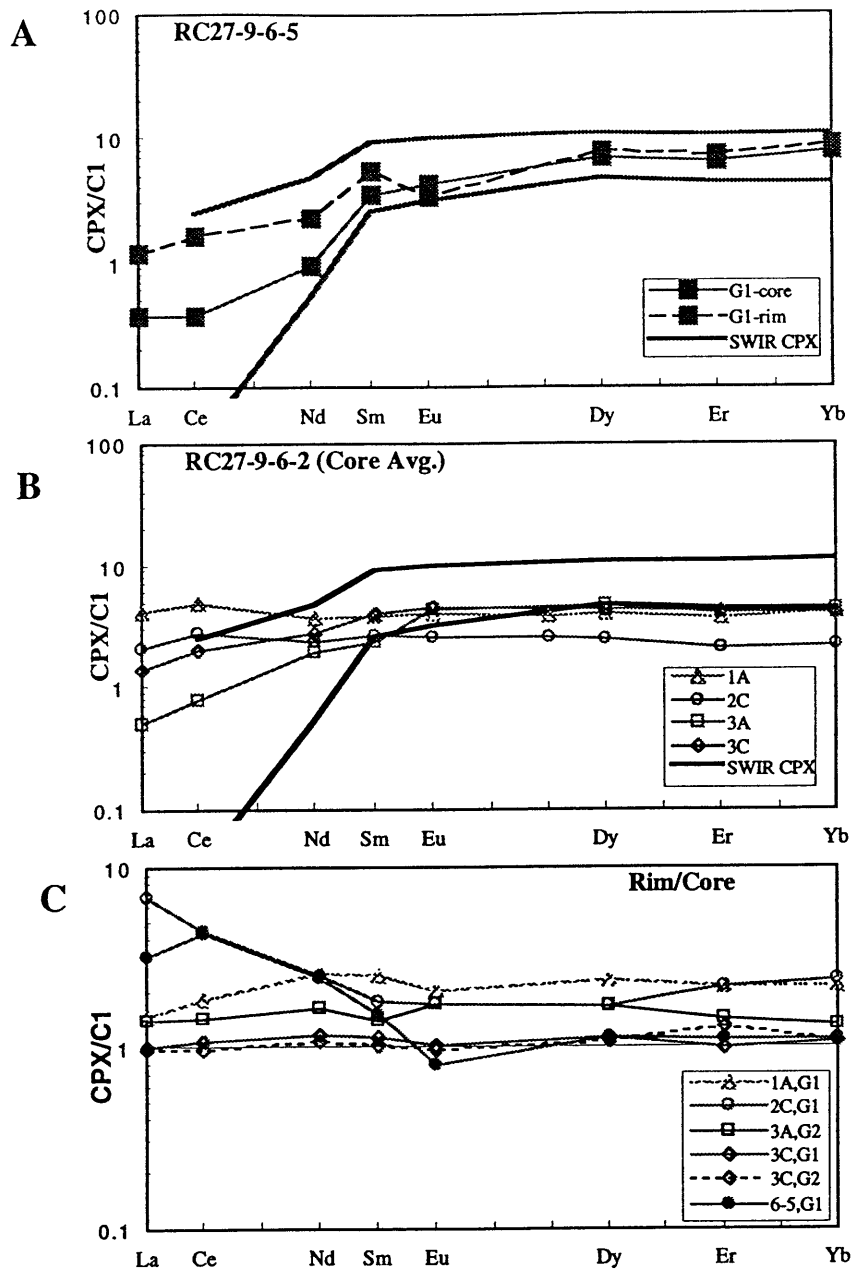 A
RC27-9-6-5
100
10
1
0.1
CPX/C1
G1-core
G1-rim
SWIR CPX
La Ce Nd Sm Eu Dy Er Yb
B
RC27-9-6-2 (Core Avg.)
100
10
1
0.1
CPX/C1
1A
2C
3A
3C
SWIR CPX
La Ce Nd Sm Eu Dy Er Yb
C
Rim/Core
10
1
0.1
CPX/C1
1A,G1
2C,G1
3A,G2
3C,G1
3C,G2
6-5,G1
La Ce Nd Sm Eu Dy Er Yb